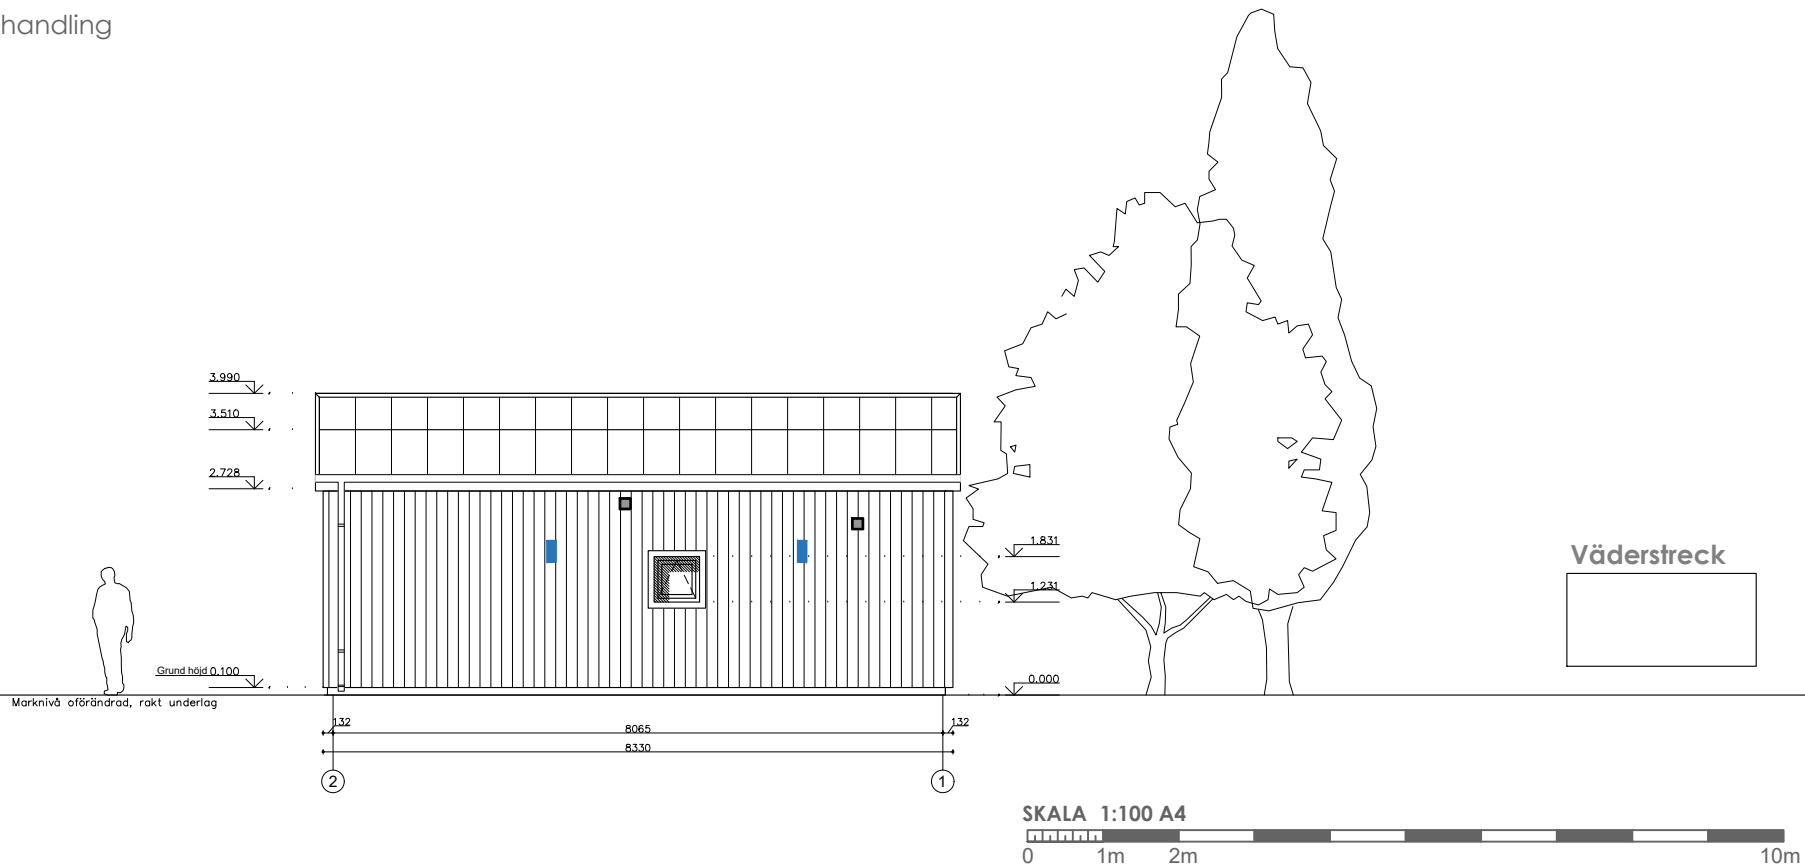 handling
3.990
3.510
2.728
1.831
1.231
Väderstreck
Grund höjd 0.100
0.000
Marknivå oförändrad, rakt underlag
132
8065
132
8330
2
1
SKALA 1:100 A4
0
1m
2m
10m